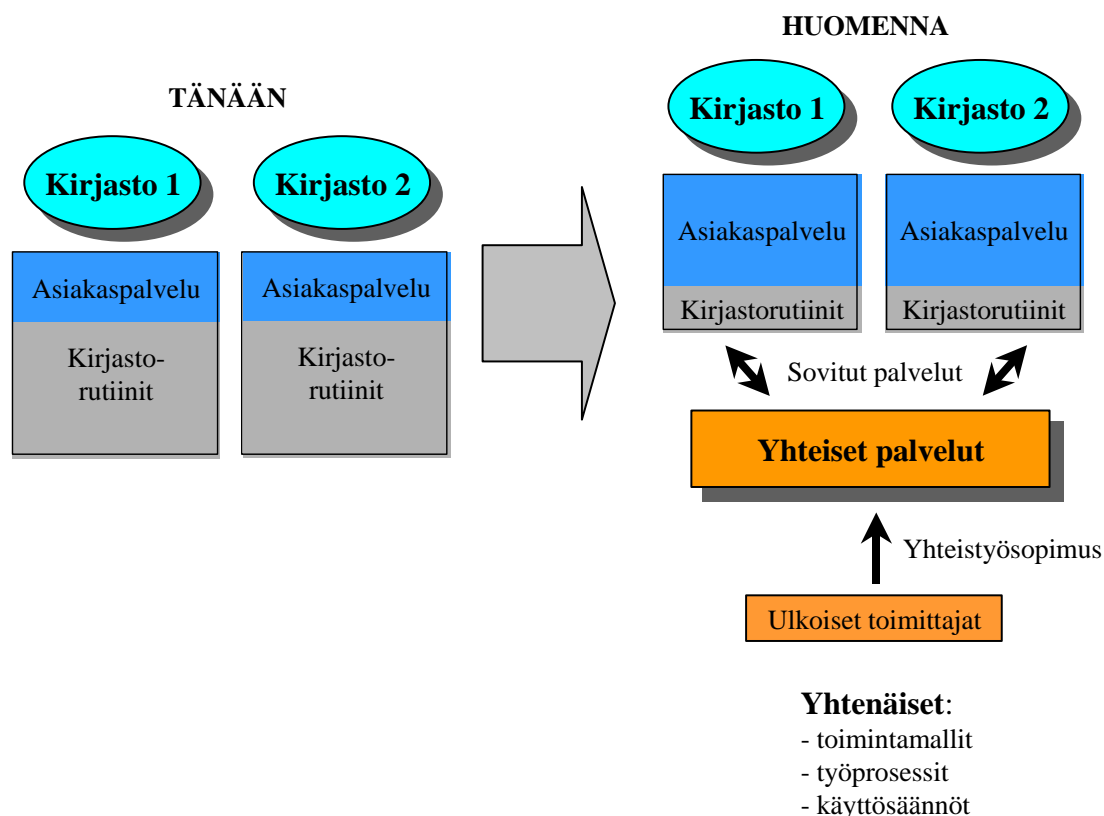 TÄNÄÄN
Kirjasto 1
Kirjasto 2
Asiakaspalvelu
Asiakaspalvelu
Kirjasto-
rutiinit
Kirjasto-
rutiinit
HUOMENNA
Kirjasto 1
Kirjasto 2
Asiakaspalvelu
Asiakaspalvelu
Kirjastorutiinit
Kirjastorutiinit
Sovitut palvelut
Yhteiset palvelut
Yhteistyösopimus
Ulkoiset toimittajat
Yhtenäiset:
- toimintamallit
- työprosessit
- käyttösäännöt